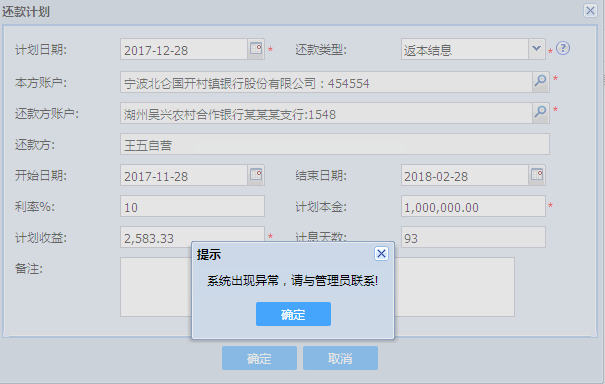 还款计划
计划日期: 2017-12-28 * 还款类型: 返本结息 * ?
本方账户: 宁波北仑国开村镇银行股份有限公司：454554 *
还款方账户: 湖州吴兴农村合作银行某某某支行:1548 *
还款方: 王五自营
开始日期: 2017-11-28 结束日期: 2018-02-28
利率%: 10 计划本金: 1,000,000.00 *
计划收益: 2,583.33 * 计息天数: 93
备注:
提示
系统出现异常，请与管理员联系!
确定
确定 取消